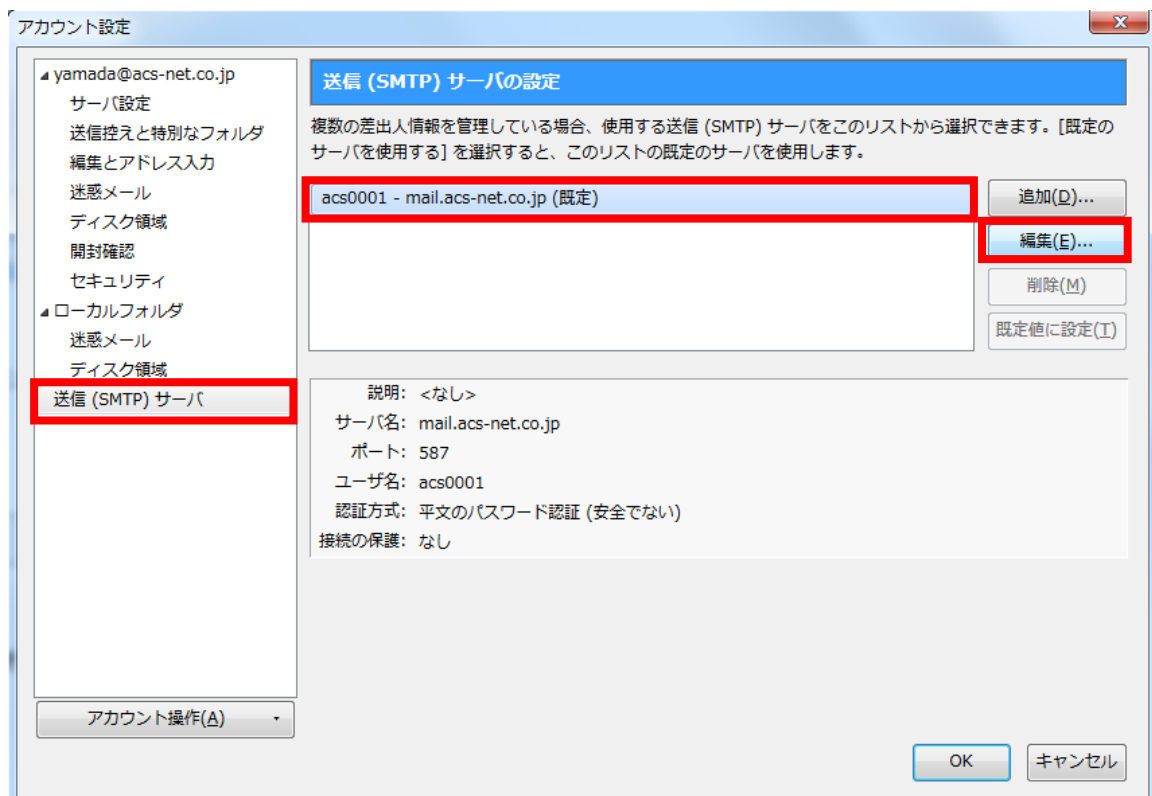 アカウント設定
yamada@acs-net.co.jp
サーバ設定
送信控えと特別なフォルダ
編集とアドレス入力
迷惑メール
ディスク領域
開封確認
セキュリティ
ローカルフォルダ
迷惑メール
ディスク領域
送信 (SMTP) サーバ
アカウント操作(A)
送信 (SMTP) サーバの設定
複数の差出人情報を管理している場合、使用する送信 (SMTP) サーバをこのリストから選択できます。[既定の
サーバを使用する] を選択すると、このリストの既定のサーバを使用します。
acs0001 - mail.acs-net.co.jp (既定)
追加(D)...
編集(E)...
削除(M)
既定値に設定(T)
説明: <なし>
サーバ名: mail.acs-net.co.jp
ポート: 587
ユーザ名: acs0001
認証方式: 平文のパスワード認証 (安全でない)
接続の保護: なし
OK
キャンセル